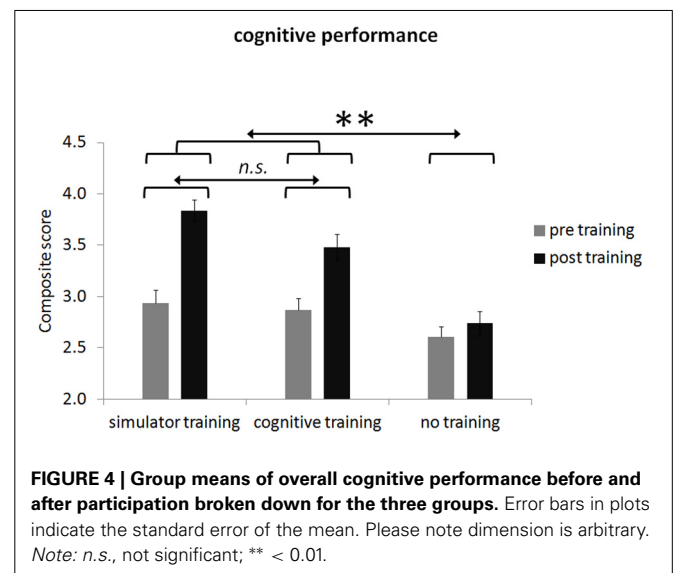 cognitive performance
**
4.5
n.s.
4.0
3.5
3.0
2.5
2.0
Composite score
pre training
post training
simulator training cognitive training no training
FIGURE 4 | Group means of overall cognitive performance before and
after participation broken down for the three groups. Error bars in plots
indicate the standard error of the mean. Please note dimension is arbitrary.
Note: n.s., not significant; ** < 0.01.